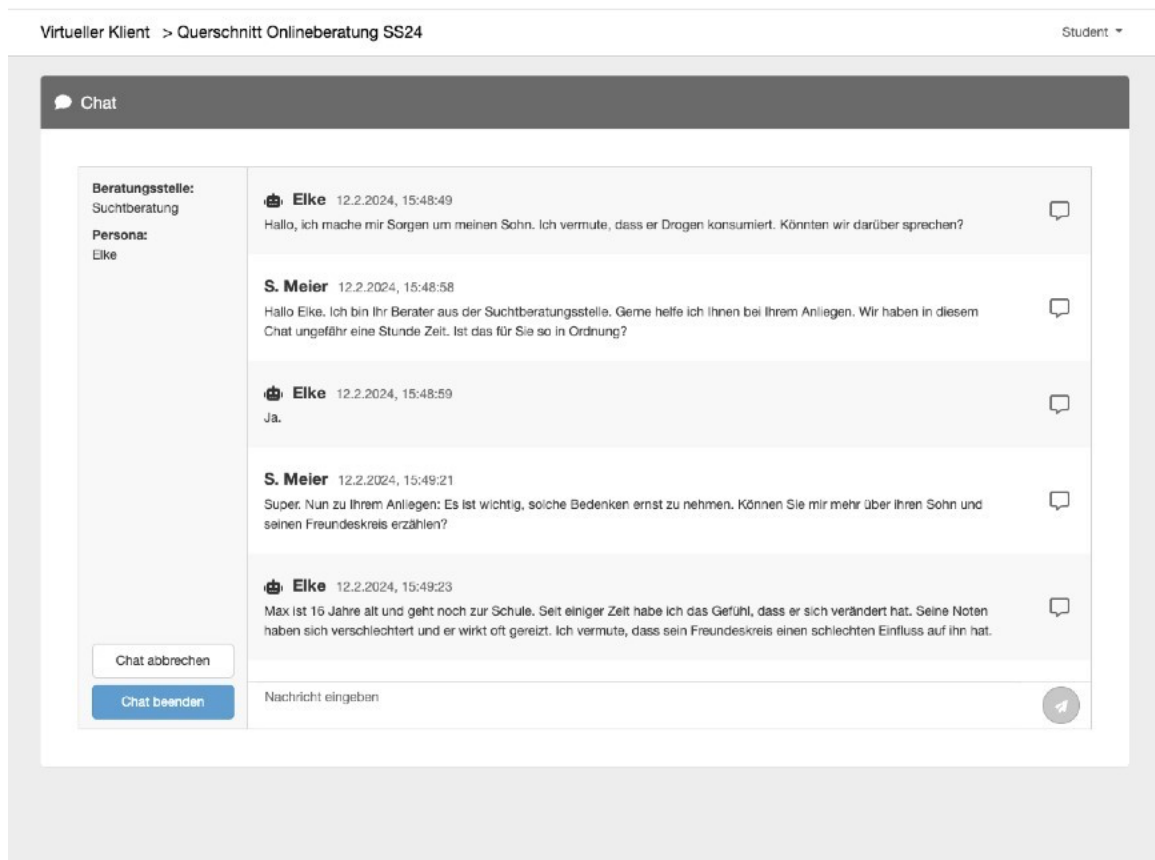 Virtueller Klient > Querschnitt Onlineberatung SS24
Student
Chat
Beratungsstelle:
Suchtberatung
Persona:
Elke
Elke 12.2.2024, 15:48:49
Hallo, ich mache mir Sorgen um meinen Sohn. Ich vermute, dass er Drogen konsumiert. Könnten wir darüber sprechen?
S. Meier 12.2.2024, 15:48:58
Hallo Elke. Ich bin Ihr Berater aus der Suchtberatungsstelle. Gerne helfe ich Ihnen bei Ihrem Anliegen. Wir haben in diesem
Chat ungefähr eine Stunde Zeit. Ist das für Sie so in Ordnung?
Elke 12.2.2024, 15:48:59
Ja.
S. Meier 12.2.2024, 15:49:21
Super. Nun zu Ihrem Anliegen: Es ist wichtig, solche Bedenken ernst zu nehmen. Können Sie mir mehr über ihren Sohn und
seinen Freundeskreis erzählen?
Elke 12.2.2024, 15:49:23
Max ist 16 Jahre alt und geht noch zur Schule. Seit einiger Zeit habe ich das Gefühl, dass er sich verändert hat. Seine Noten
haben sich verschlechtert und er wirkt oft gereizt. Ich vermute, dass sein Freundeskreis einen schlechten Einfluss auf ihn hat.
Chat abbrechen
Chat beenden
Nachricht eingeben